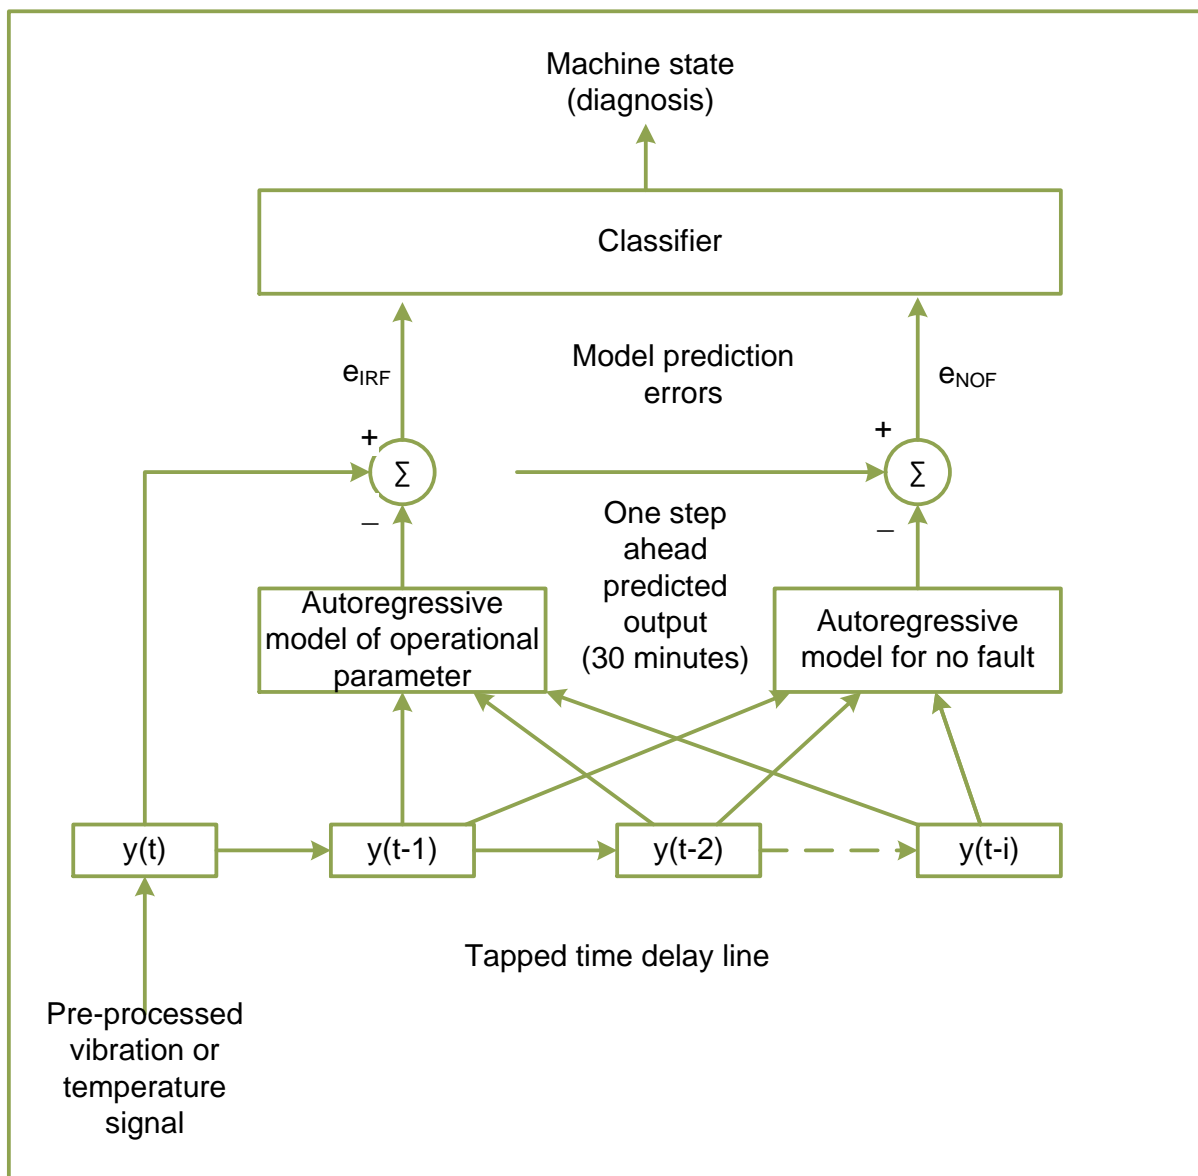 Machine state
(diagnosis)
Classifier
Model prediction
errors
eIRF
eNOF
+
+
Σ
Σ
–
–
One step
ahead
predicted
output
(30 minutes)
Autoregressive
model of operational
parameter
Autoregressive
model for no fault
y(t)
y(t-1)
y(t-2)
y(t-i)
Tapped time delay line
Pre-processed
vibration or
temperature
signal